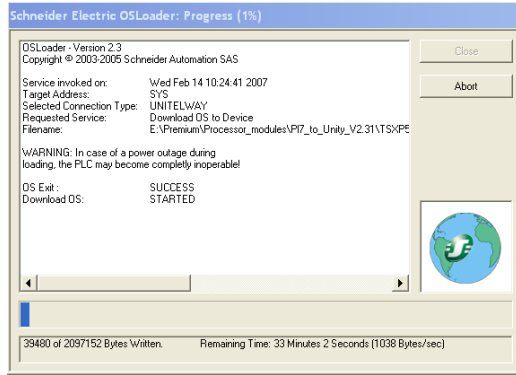 Schneider Electric OSLoader: Progress (1%)
OSLoader - Version 2.3
Copyright © 2003-2005 Schneider Automation SAS
Service invoked on: Wed Feb 14 10:24:41 2007
Target Address: SYS
Selected Connection Type: UNITELWAY
Requested Service: Download OS to Device
Filename: E:\Premium\Processor_modules\Pl7_to_Unity_V2.31\TSXP5
WARNING: In case of a power outage during
loading, the PLC may become completly inoperable!
OS Exit : SUCCESS
Download OS: STARTED
Close
Abort
39480 of 2097152 Bytes Written. Remaining Time: 33 Minutes 2 Seconds (1038 Bytes/sec)